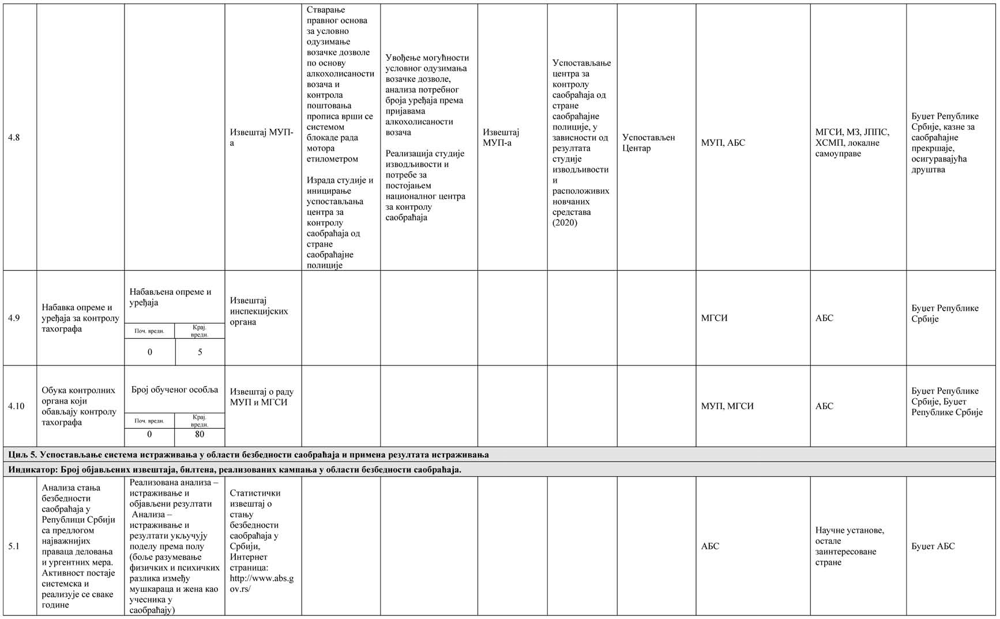 4.8
Извештај МУП-
а
Стварање
правног основа
за условно
одузимање
возачке дозволе
по основу
алкохолисаности
возача и
контрола
поштовања
прописа врши се
системом
блокаде рада
мотора
етилометром
Израда студије и
иницирање
успостављања
центра за
контролу
саобраћаја од
стране
саобраћајне
полиције
Увођење могућности
условног одузимања
возачке дозволе,
анализа потребног
броја уређаја према
пријавама
алкохолисаности
возача
Реализација студије
изводљивости и
потребе за
постојањем
националног центра
за контролу
саобраћаја
Извештај
МУП-а
Успостављање
центра за
контролу
саобраћаја од
стране
саобраћајне
полиције, у
зависности од
резултата
студије
изводљивости
и
расположивих
новчаних
средстава
(2020)
Успостављен
Центар
МУП, АБС
МГСИ, МЗ, ЈППС,
ХСМП, локалне
самоуправе
Буџет Републике
Србије, казне за
саобраћајне
прекршаје,
осигуравајућа
друштва
4.9
Набавка опреме и
уређаја за контролу
тахографа
Набављена опреме и
уређаја
Поч. вредн.
Крај.
вредн.
0
5
Извештај
инспекцијских
органа
МГСИ
АБС
Буџет Републике
Србије
4.10
Обука контролних
органа који
обављају контролу
тахографа
Број обученог особља
Поч. вредн.
Крај.
вредн.
0
80
Извештај о раду
МУП и МГСИ
МУП, МГСИ
АБС
Буџет Републике
Србије, Буџет
Републике Србије
Циљ 5. Успостављање система истраживања у области безбедности саобраћаја и примена резултата истраживања
Индикатор: Број објављених извештаја, билтена, реализованих кампања у области безбедности саобраћаја.
5.1
Анализа стања
безбедности
саобраћаја у
Републици Србији
са предлогом
најважнијих
праваца деловања
и ургентних мера.
Активност постаје
системска и
реализује се сваке
године
Реализована анализа –
истраживање и
објављени резултати
Анализа –
истраживање и
резултати укључују
поделу према полу
(боље разумевање
физичких и психичких
разлика између
мушкараца и жена као
учесника у
саобраћају)
Статистички
извештај о
стању
безбедности
саобраћаја у
Србији,
Интернет
страница:
http://www.abs.g
ov.rs/
АБС
Научне установе,
остале
заинтересоване
стране
Буџет АБС